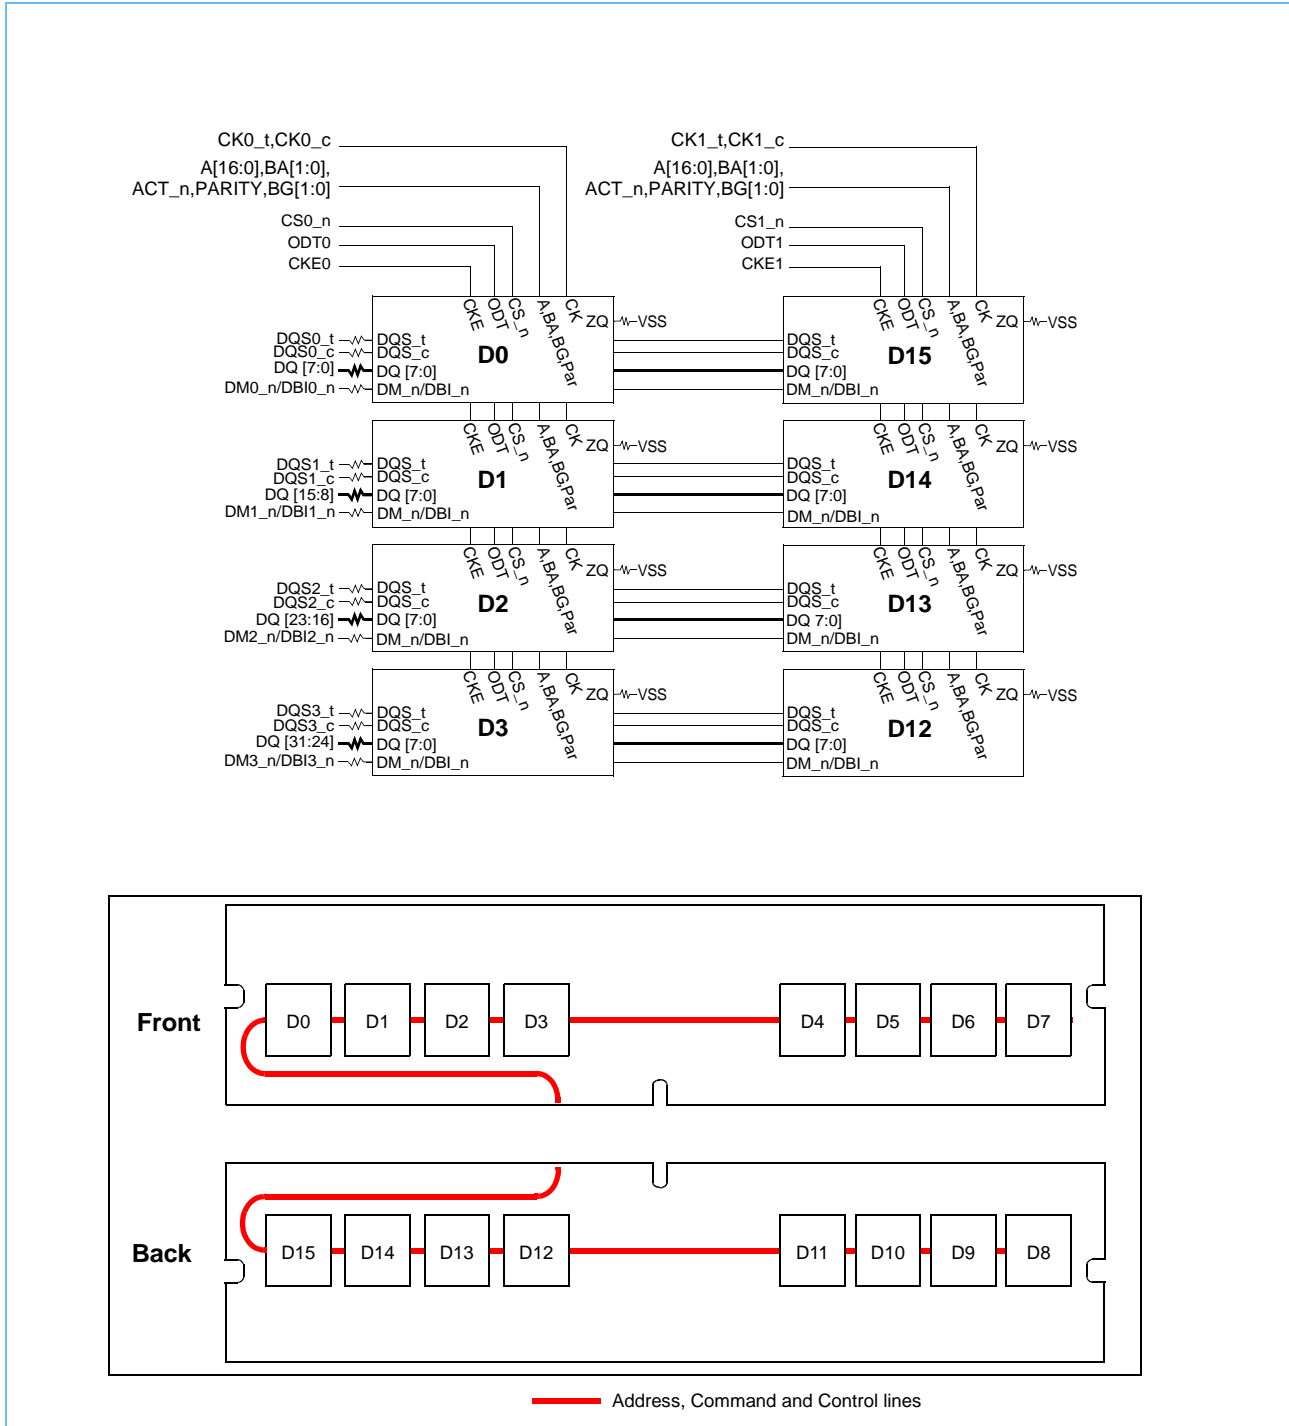 CK0_t,CK0_c
A[16:0],BA[1:0],
ACT_n,PARITY,BG[1:0]
CS0_n
ODT0
CKE0
CK1_t,CK1_c
A[16:0],BA[1:0],
ACT_n,PARITY,BG[1:0]
CS1_n
ODT1
CKE1
CKE
ODT
CS_n
A,BA,BG,Par
CK
ZQ
VSS
DQS0_t
DQS0_c
DQ [7:0]
DM0_n/DBI0_n
DQS_t
DQS_c
DQ [7:0]
DM_n/DBI_n
D0
CKE
ODT
CS_n
A,BA,BG,Par
CK
ZQ
VSS
DQS_t
DQS_c
DQ [7:0]
DM_n/DBI_n
D15
CKE
ODT
CS_n
A,BA,BG,Par
CK
ZQ
VSS
DQS1_t
DQS1_c
DQ [15:8]
DM1_n/DBI1_n
DQS_t
DQS_c
DQ [7:0]
DM_n/DBI_n
D1
CKE
ODT
CS_n
A,BA,BG,Par
CK
ZQ
VSS
DQS_t
DQS_c
DQ [7:0]
DM_n/DBI_n
D14
CKE
ODT
CS_n
A,BA,BG,Par
CK
ZQ
VSS
DQS2_t
DQS2_c
DQ [23:16]
DM2_n/DBI2_n
DQS_t
DQS_c
DQ [7:0]
DM_n/DBI_n
D2
CKE
ODT
CS_n
A,BA,BG,Par
CK
ZQ
VSS
DQS_t
DQS_c
DQ 7:0]
DM_n/DBI_n
D13
CKE
ODT
CS_n
A,BA,BG,Par
CK
ZQ
VSS
DQS3_t
DQS3_c
DQ [31:24]
DM3_n/DBI3_n
DQS_t
DQS_c
DQ [7:0]
DM_n/DBI_n
D3
CKE
ODT
CS_n
A,BA,BG,Par
CK
ZQ
VSS
DQS_t
DQS_c
DQ [7:0]
DM_n/DBI_n
D12
Front
D0 D1 D2 D3 D4 D5 D6 D7
Back
D15 D14 D13 D12 D11 D10 D9 D8
Address, Command and Control lines